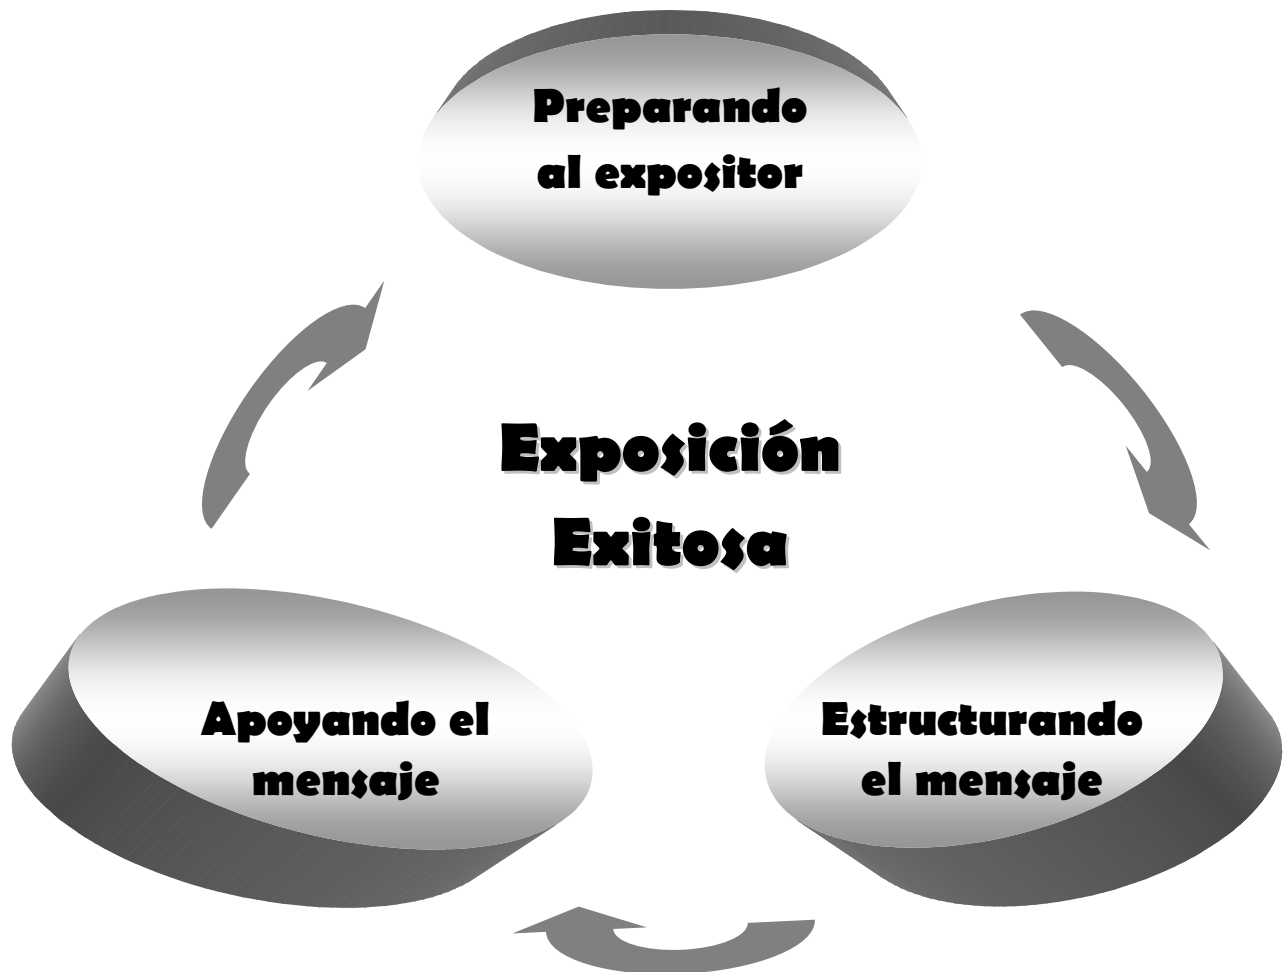 Preparando
al expositor
Exposición
Exitosa
Apoyando el
mensaje
Estructurando
el mensaje